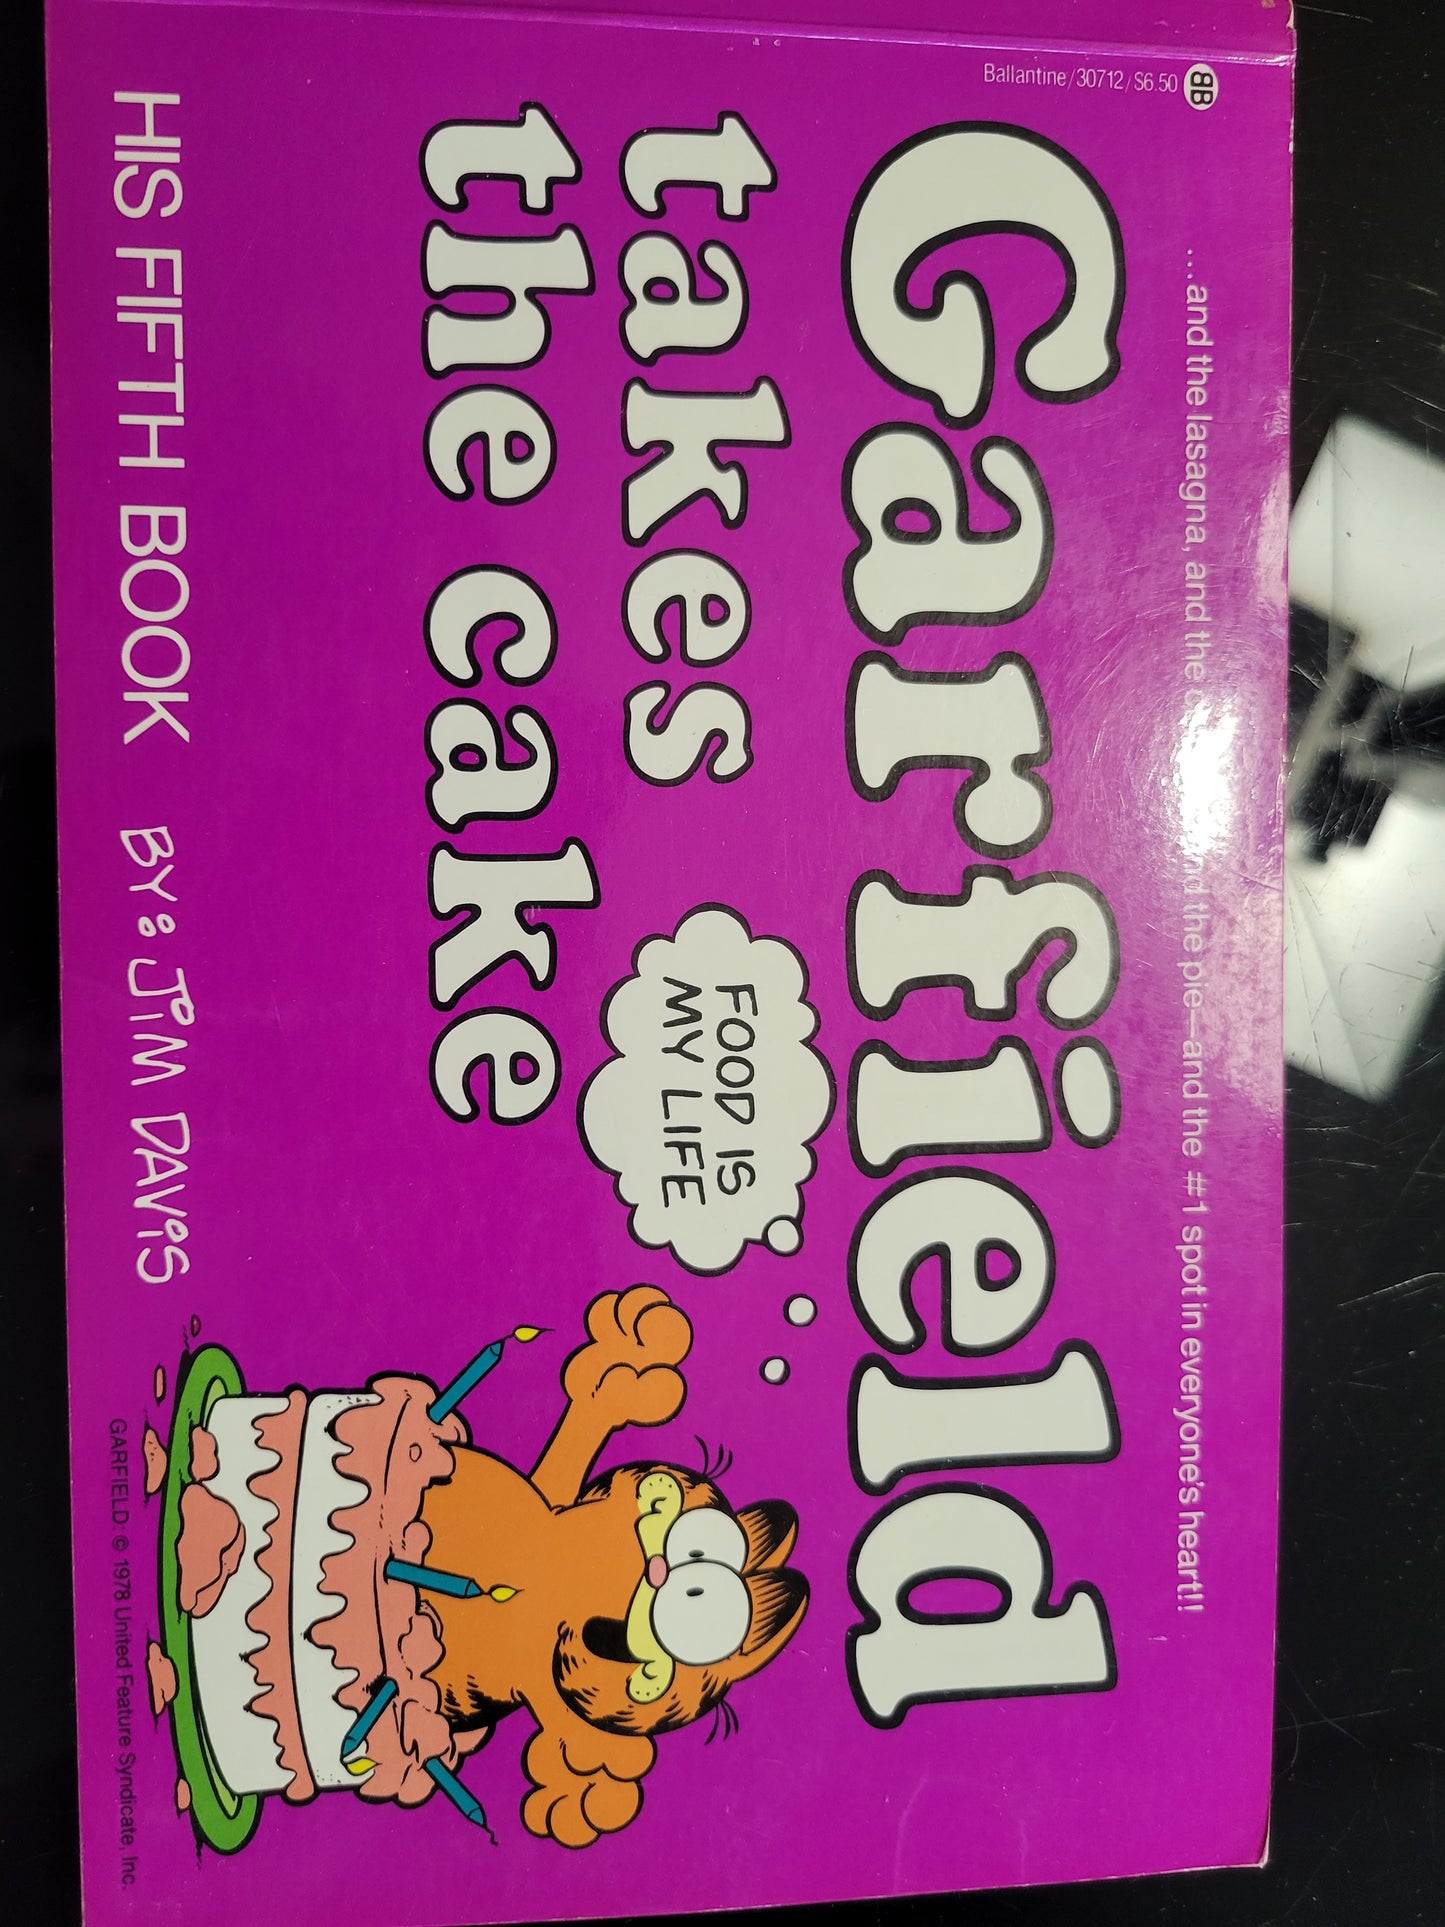 Ballantine/30712/$6.50 BB
...and the lasagna, and the and the pie—and the #1 spot in everyone's heart!!
Garfield
takes
the cake
FOOD IS
MY LIFE
HIS FIFTH BOOK BY: JIM DAVIS
GARFIELD: © 1978 United Feature Syndicate, Inc.